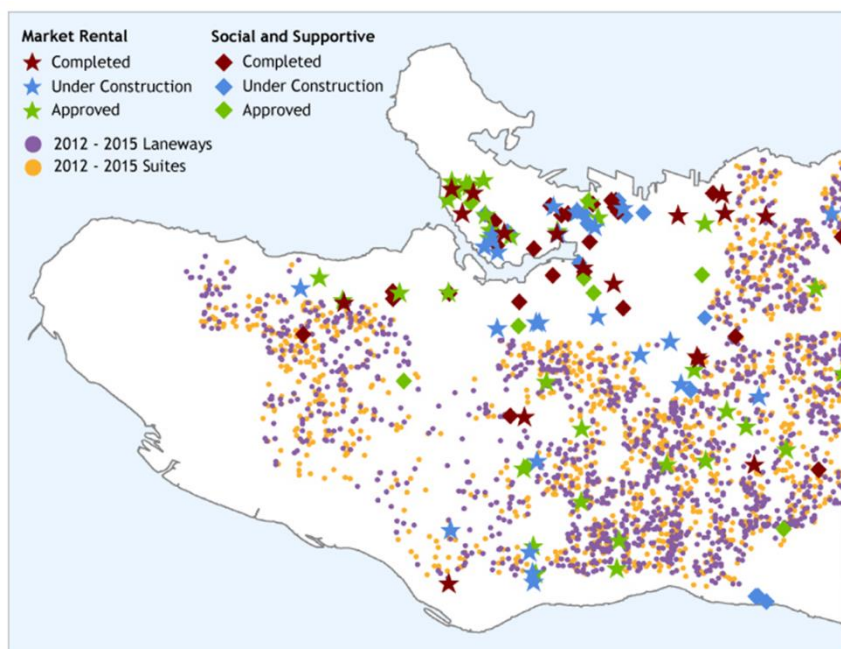 Market Rental
Completed
Under Construction
Approved
Social and Supportive
Completed
Under Construction
Approved
2012 - 2015 Laneways
2012 - 2015 Suites